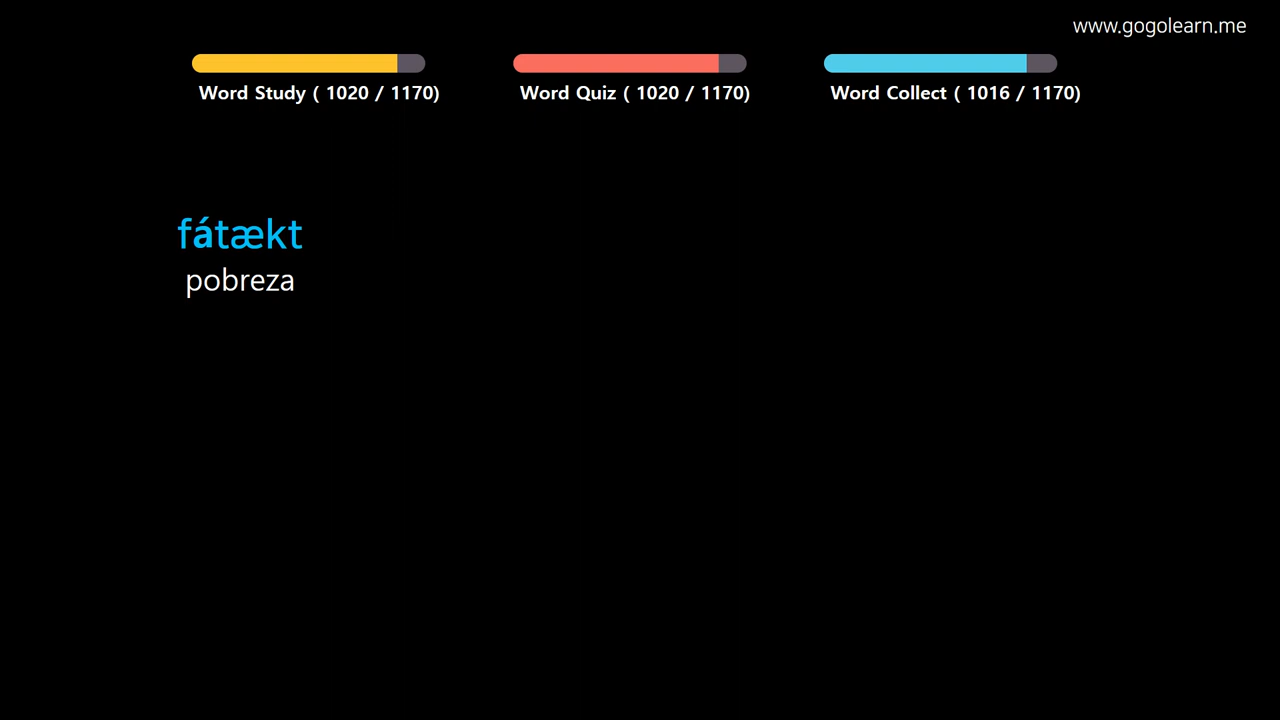 www.gogolearn.me
Word Study ( 1020 / 1170)
Word Quiz ( 1020 / 1170)
Word Collect ( 1016 / 1170)
fátækt
pobreza